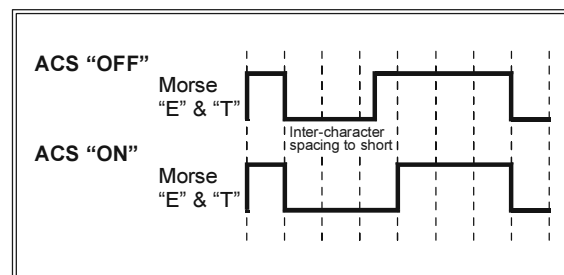 ACS “OFF”
Morse
“E” & “T”
Inter-character
spacing to short
ACS “ON”
Morse
“E” & “T”